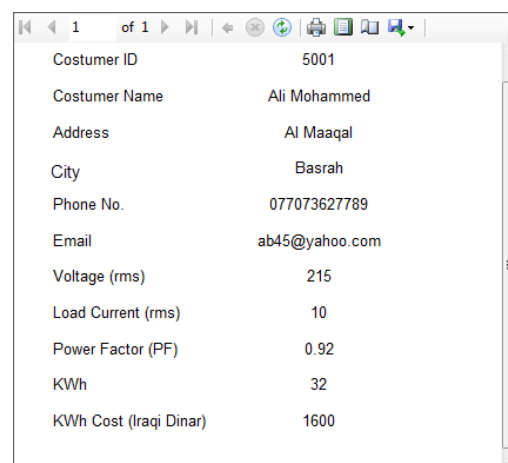 1 of 1
Costumer ID 5001
Costumer Name Ali Mohammed
Address Al Maaqal
City Basrah
Phone No. 077073627789
Email ab45@yahoo.com
Voltage (rms) 215
Load Current (rms) 10
Power Factor (PF) 0.92
KWh 32
KWh Cost (Iraqi Dinar) 1600